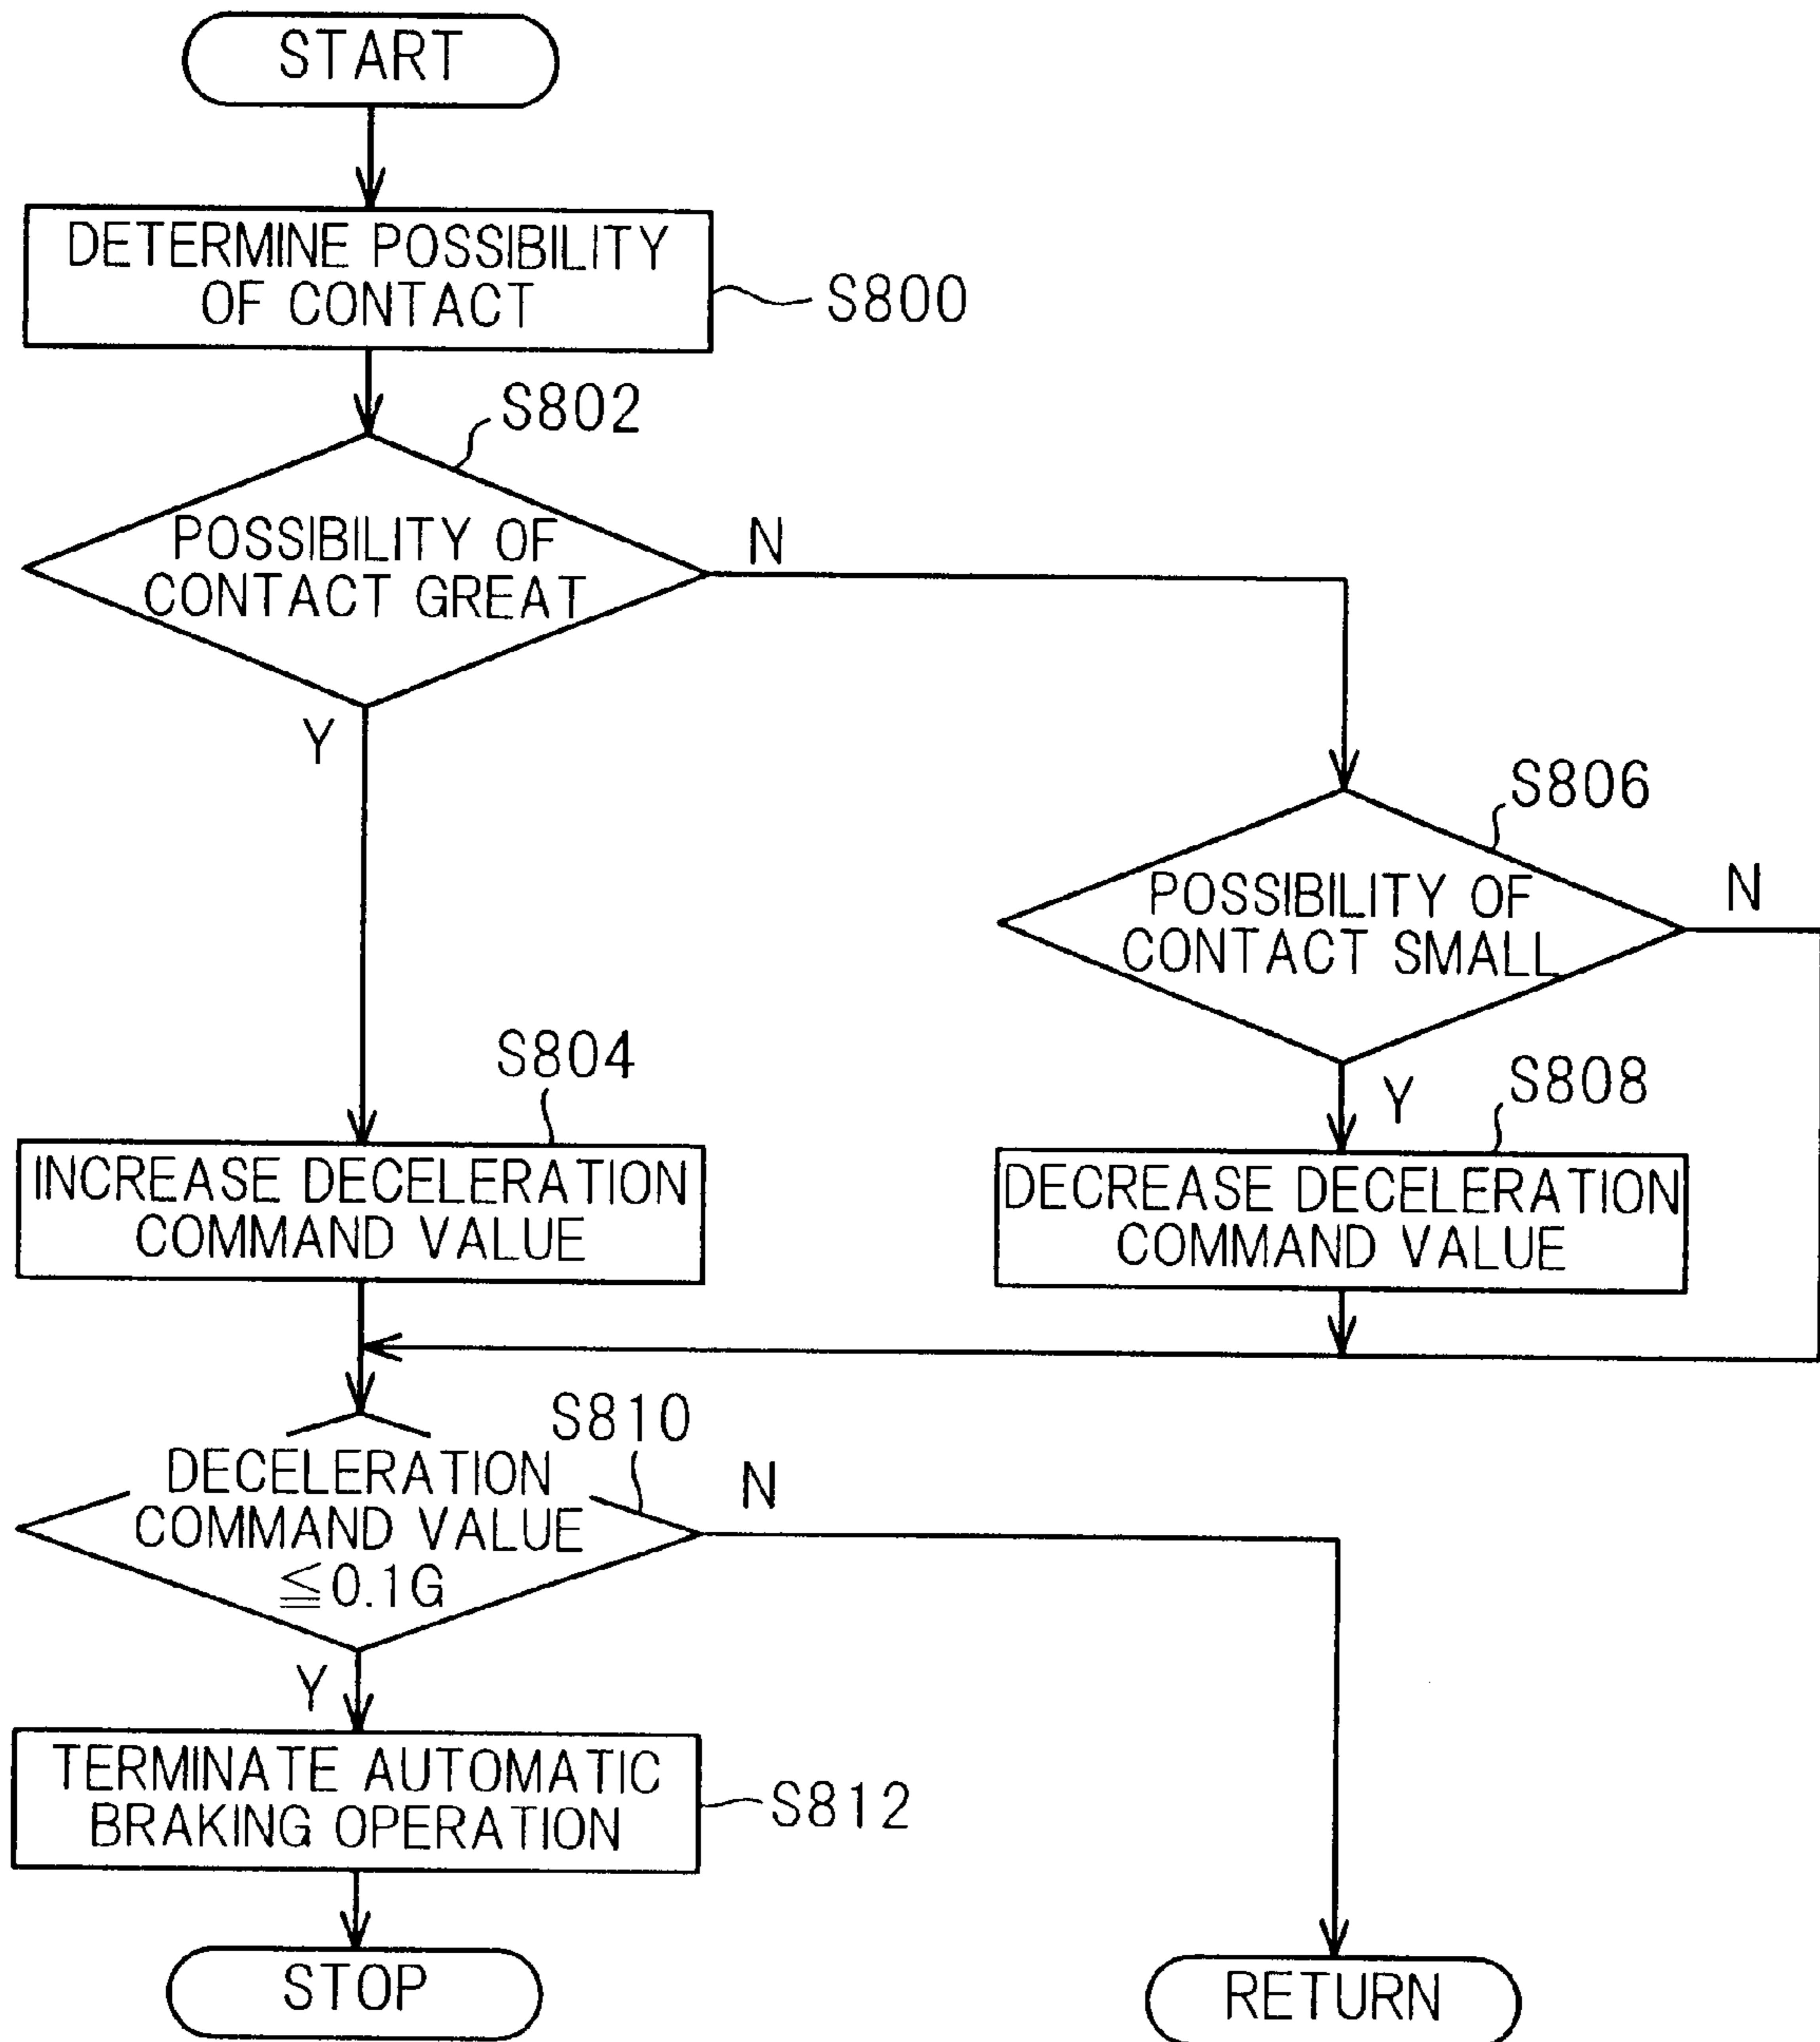 START
DETERMINE POSSIBILITY
OF CONTACT
S800
S802
POSSIBILITY OF
CONTACT GREAT
N
Y
S806
POSSIBILITY OF
CONTACT SMALL
N
Y
S804
INCREASE DECELERATION
COMMAND VALUE
S808
DECREASE DECELERATION
COMMAND VALUE
S810
DECELERATION
COMMAND VALUE
≦0.1G
N
Y
TERMINATE AUTOMATIC
BRAKING OPERATION
S812
STOP
RETURN